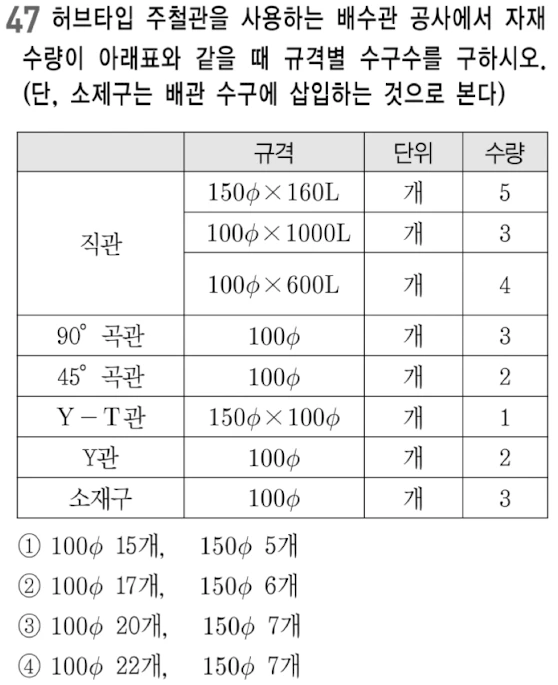 47 허브타입 주철관을 사용하는 배수관 공사에서 자재
수량이 아래표와 같을 때 규격별 수구수를 구하시오.
(단, 소제구는 배관 수구에 삽입하는 것으로 본다)
규격 단위 수량
직관 150φ×160L 개 5
100φ×1000L 개 3
100φ×600L 개 4
90° 곡관 100φ 개 3
45° 곡관 100φ 개 2
Y-T관 150φ×100φ 개 1
Y관 100φ 개 2
소재구 100φ 개 3
① 100φ 15개, 150φ 5개
② 100φ 17개, 150φ 6개
③ 100φ 20개, 150φ 7개
④ 100φ 22개, 150φ 7개